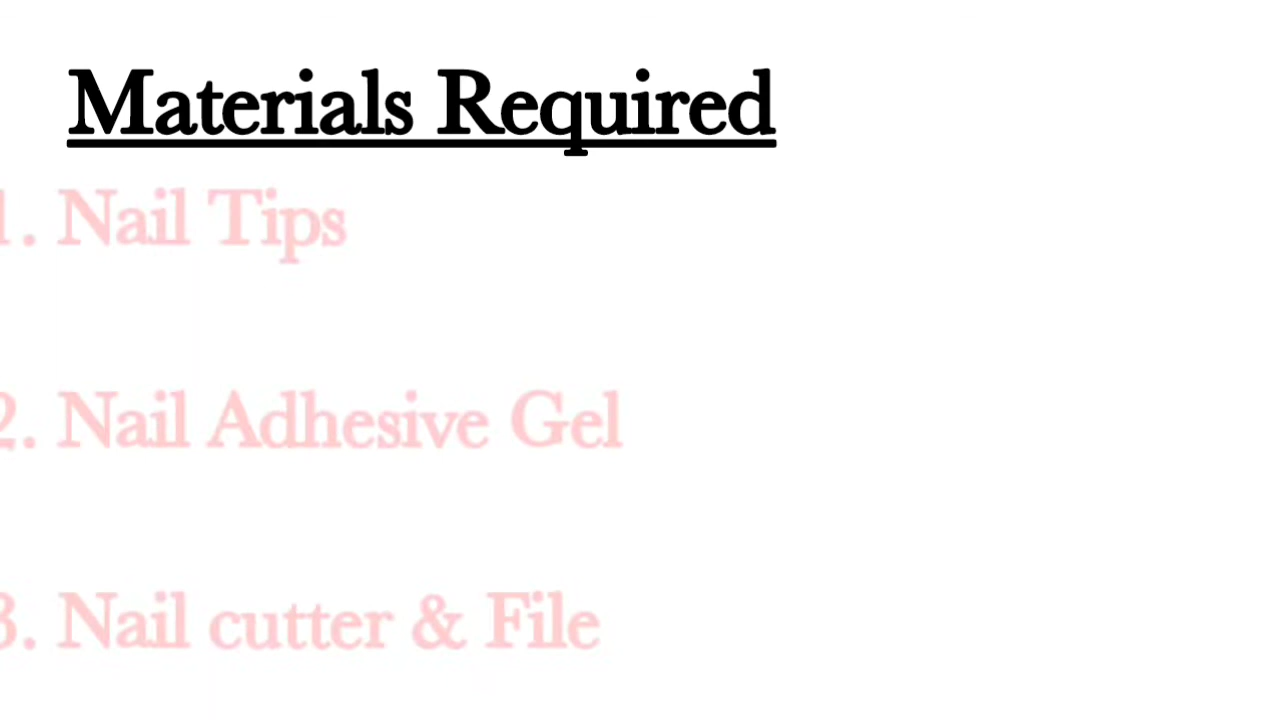 Materials Required
1. Nail Tips
2. Nail Adhesive Gel
3. Nail cutter & File